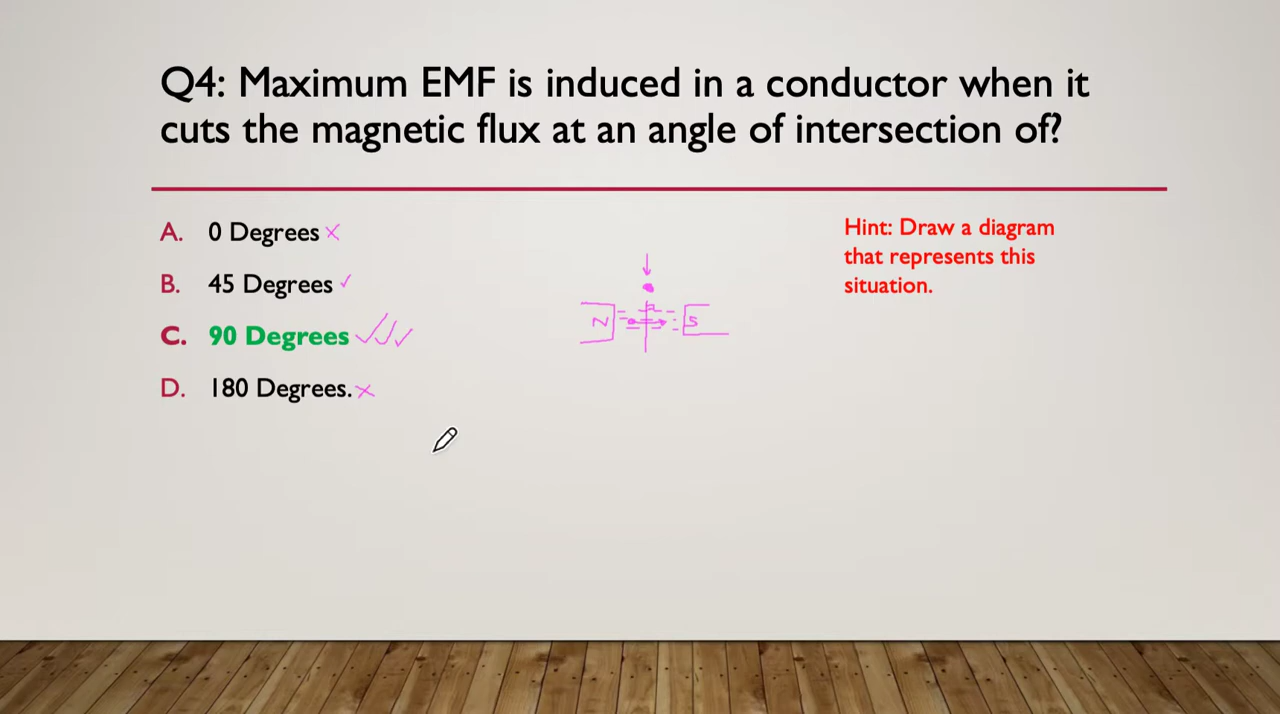 Q4: Maximum EMF is induced in a conductor when it
cuts the magnetic flux at an angle of intersection of?
A. 0 Degrees
B. 45 Degrees
C. 90 Degrees
D. 180 Degrees.
Hint: Draw a diagram
that represents this
situation.
N S